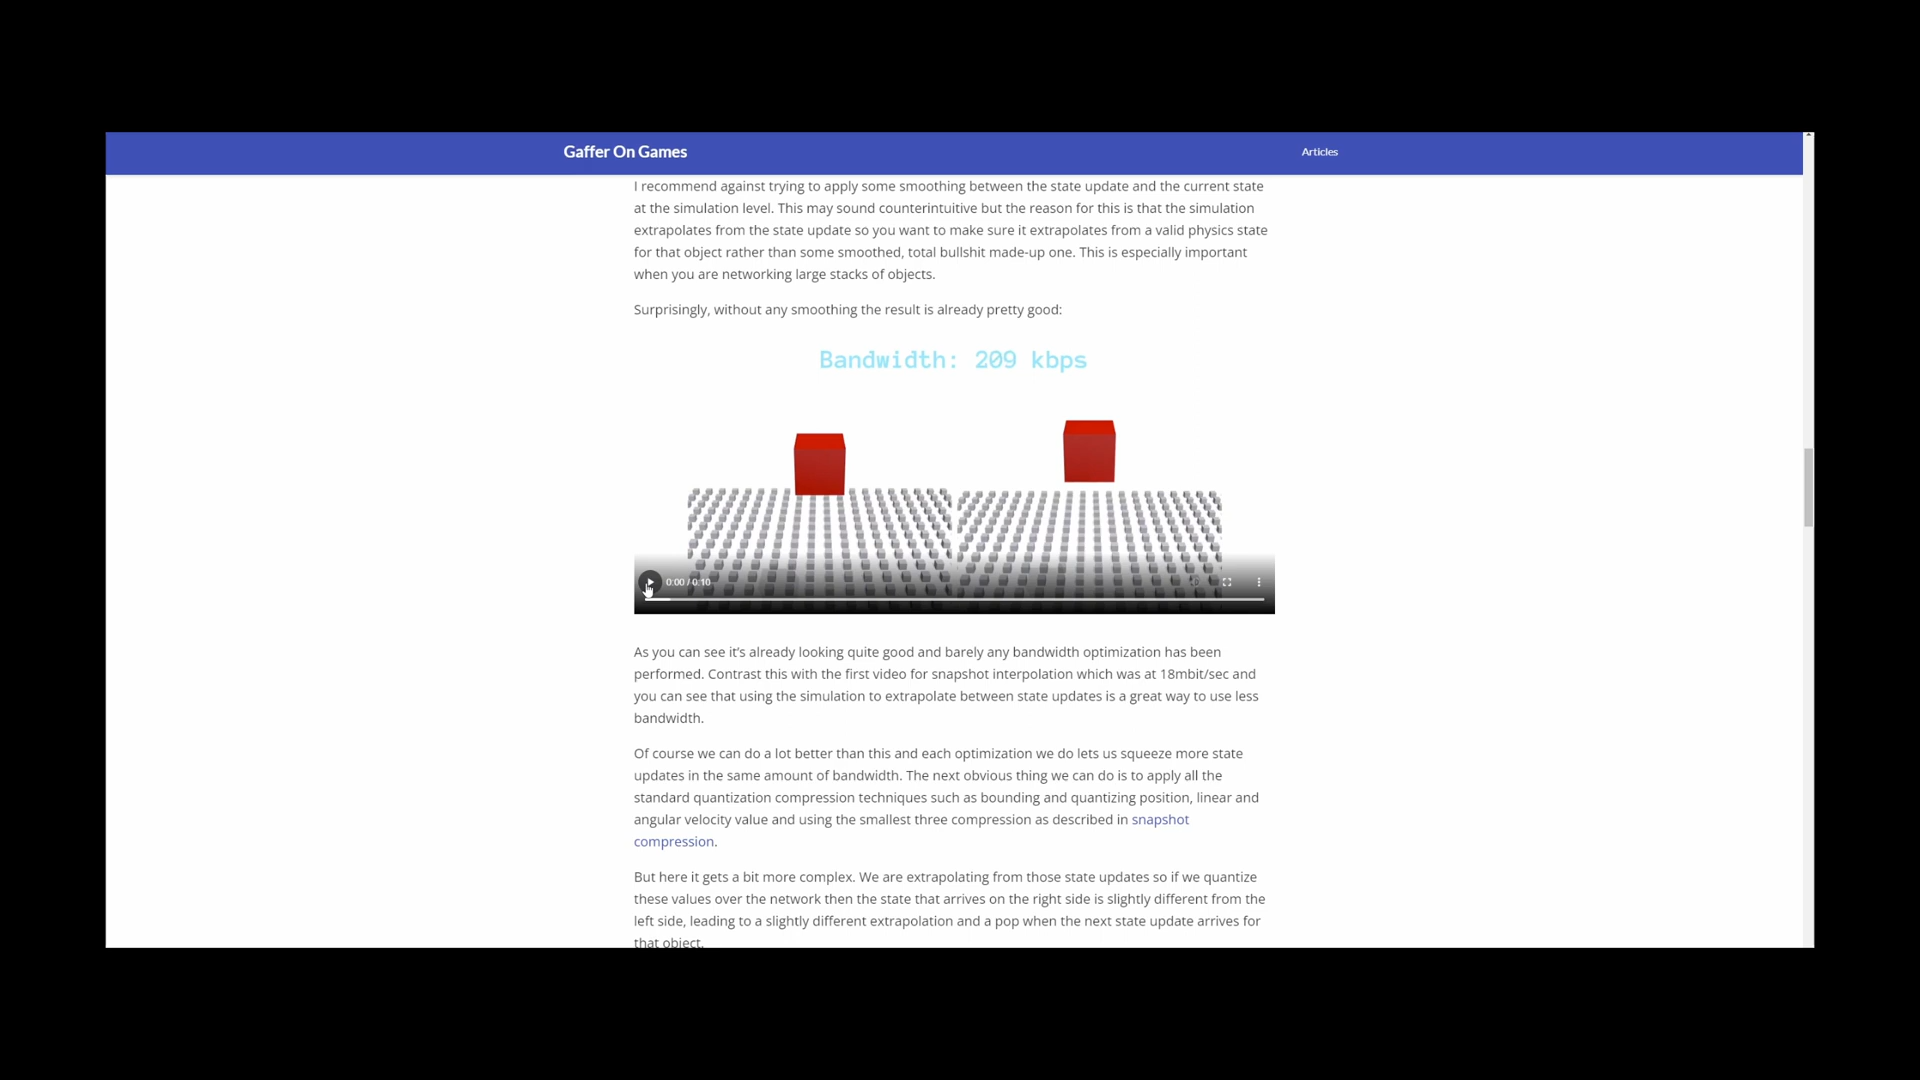 Gaffer On Games
Articles
I recommend against trying to apply some smoothing between the state update and the current state
at the simulation level. This may sound counterintuitive but the reason for this is that the simulation
extrapolates from the state update so you want to make sure it extrapolates from a valid physics state
for that object rather than some smoothed, total bullshit made-up one. This is especially important
when you are networking large stacks of objects.
Surprisingly, without any smoothing the result is already pretty good:
Bandwidth: 209 kbps
0:00 / 0:10
As you can see it’s already looking quite good and barely any bandwidth optimization has been
performed. Contrast this with the first video for snapshot interpolation which was at 18mbit/sec and
you can see that using the simulation to extrapolate between state updates is a great way to use less
bandwidth.
Of course we can do a lot better than this and each optimization we do lets us squeeze more state
updates in the same amount of bandwidth. The next obvious thing we can do is to apply all the
standard quantization compression techniques such as bounding and quantizing position, linear and
angular velocity value and using the smallest three compression as described in snapshot
compression.
But here it gets a bit more complex. We are extrapolating from those state updates so if we quantize
these values over the network then the state that arrives on the right side is slightly different from the
left side, leading to a slightly different extrapolation and a pop when the next state update arrives for
that object.